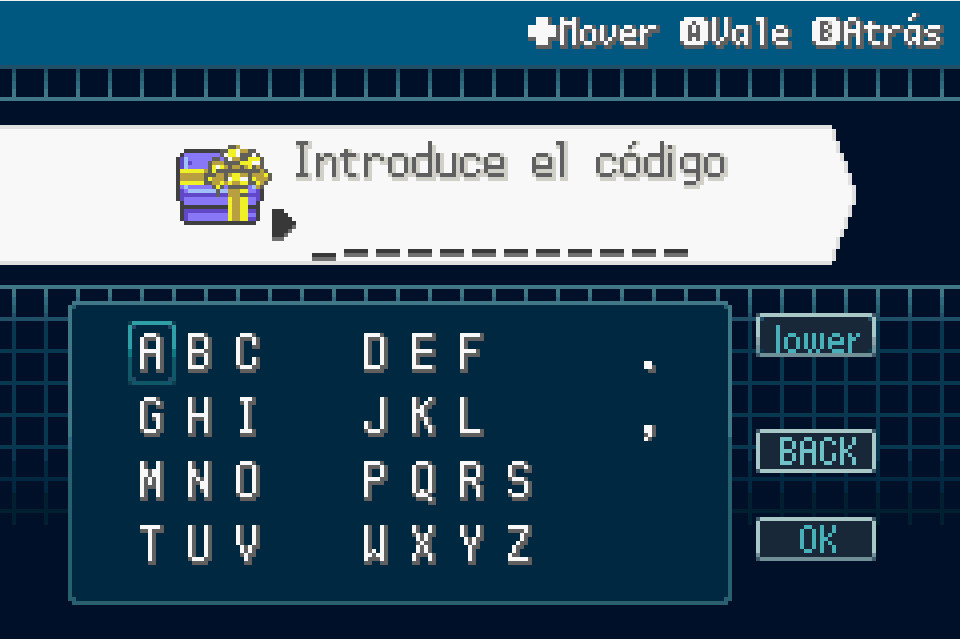 Mover AVale BAtrás
Introduce el código
A B C D E F .
G H I J K L ,
M N O P Q R S
T U V W X Y Z
lower
BACK
OK